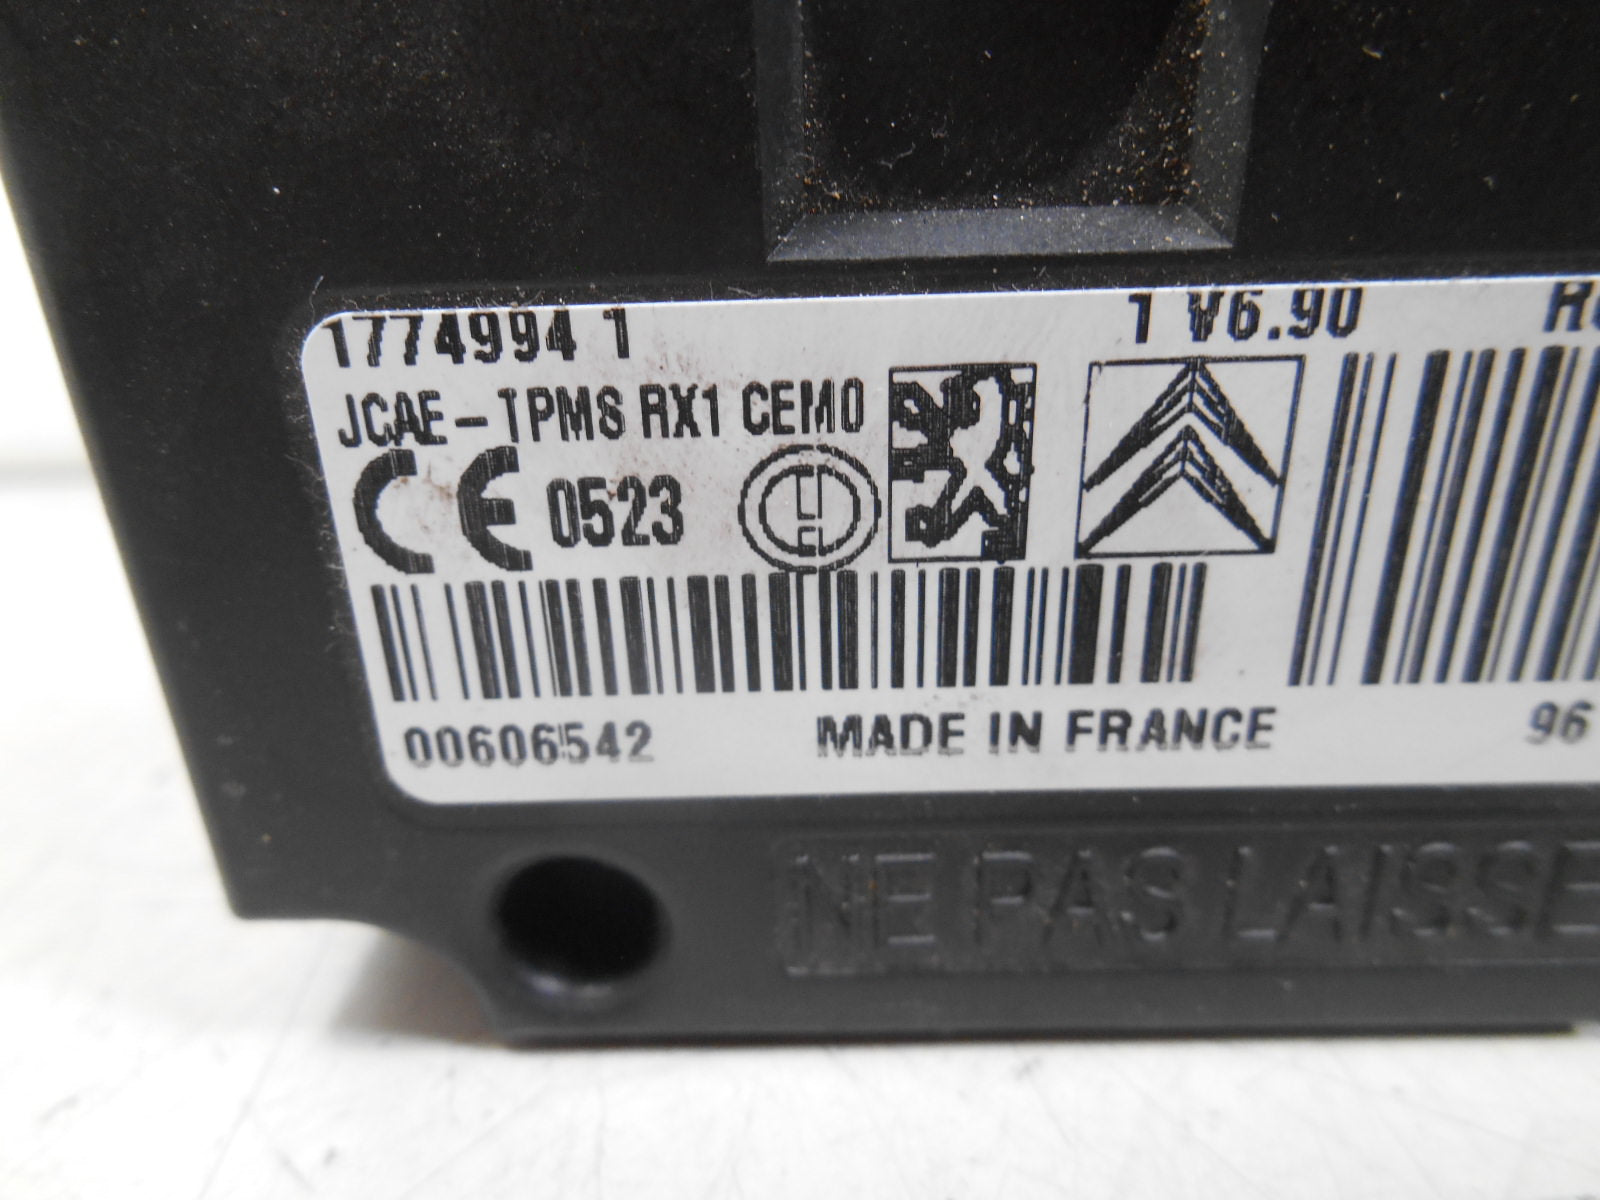 1774994 1 1 V6.90
JCAE-TPMS RX1 CEM0
CE 0523
00606542 MADE IN FRANCE 96
NE PAS LAISSE